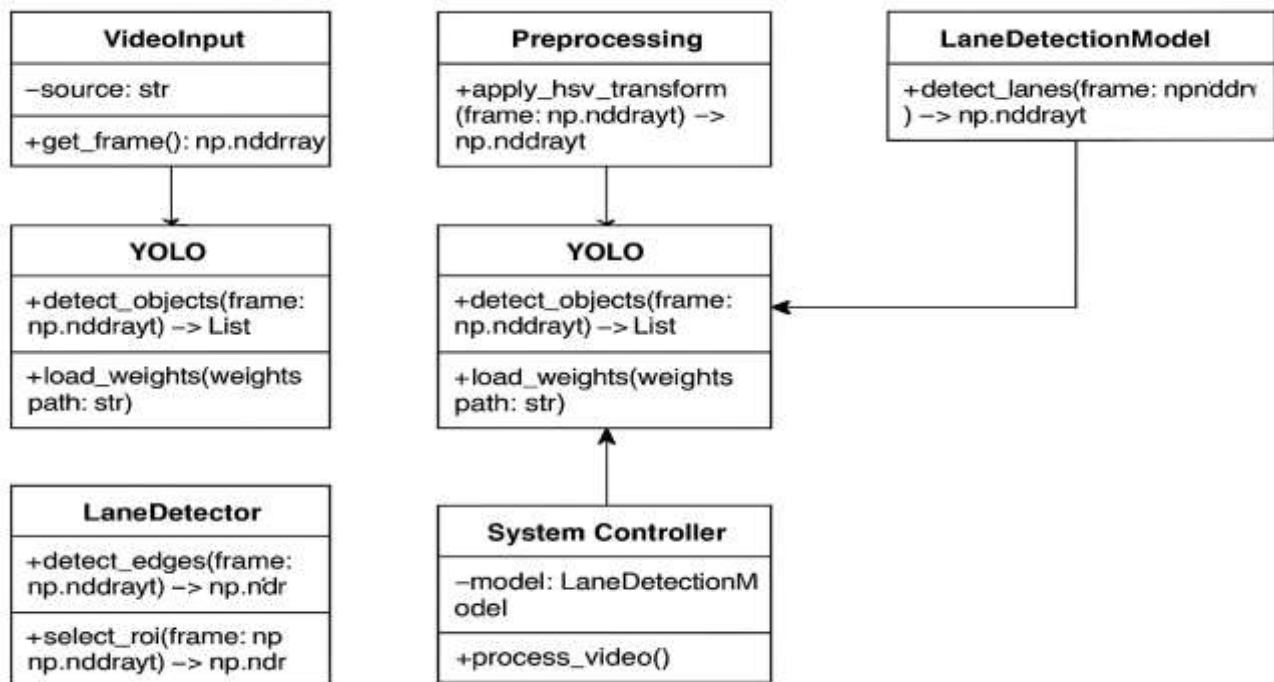 VideoInput
–source: str
+get_frame(): np.nddrray
Preprocessing
+apply_hsv_transform
(frame: np.nddrayt) –>
np.nddrayt
LaneDetectionModel
+detect_lanes(frame:
) –> np.nddrayt
YOLO
+detect_objects(frame:
np.nddrayt) –> List
+load_weights(weights
path: str)
YOLO
+detect_objects(frame:
np.nddrayt) –> List
+load_weights(weights
path: str)
LaneDetector
+detect_edges(frame:
np.nddrayt) –> np.ndr
+select_roi(frame: np
np.nddrayt) –> np.ndr
System Controller
–model: LaneDetectionM
odel
+process_video()